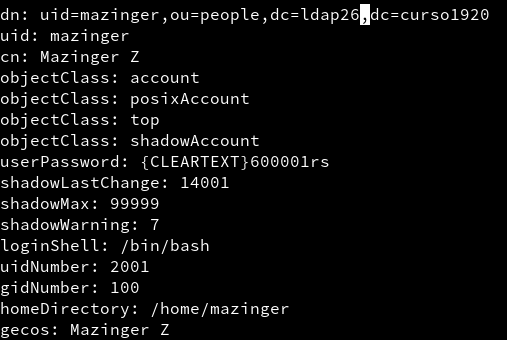 dn: uid=mazinger,ou=people,dc=ldap26,dc=curso1920
uid: mazinger
cn: Mazinger Z
objectClass: account
objectClass: posixAccount
objectClass: top
objectClass: shadowAccount
userPassword: {CLEARTEXT}600001rs
shadowLastChange: 14001
shadowMax: 99999
shadowWarning: 7
loginShell: /bin/bash
uidNumber: 2001
gidNumber: 100
homeDirectory: /home/mazinger
gecos: Mazinger Z